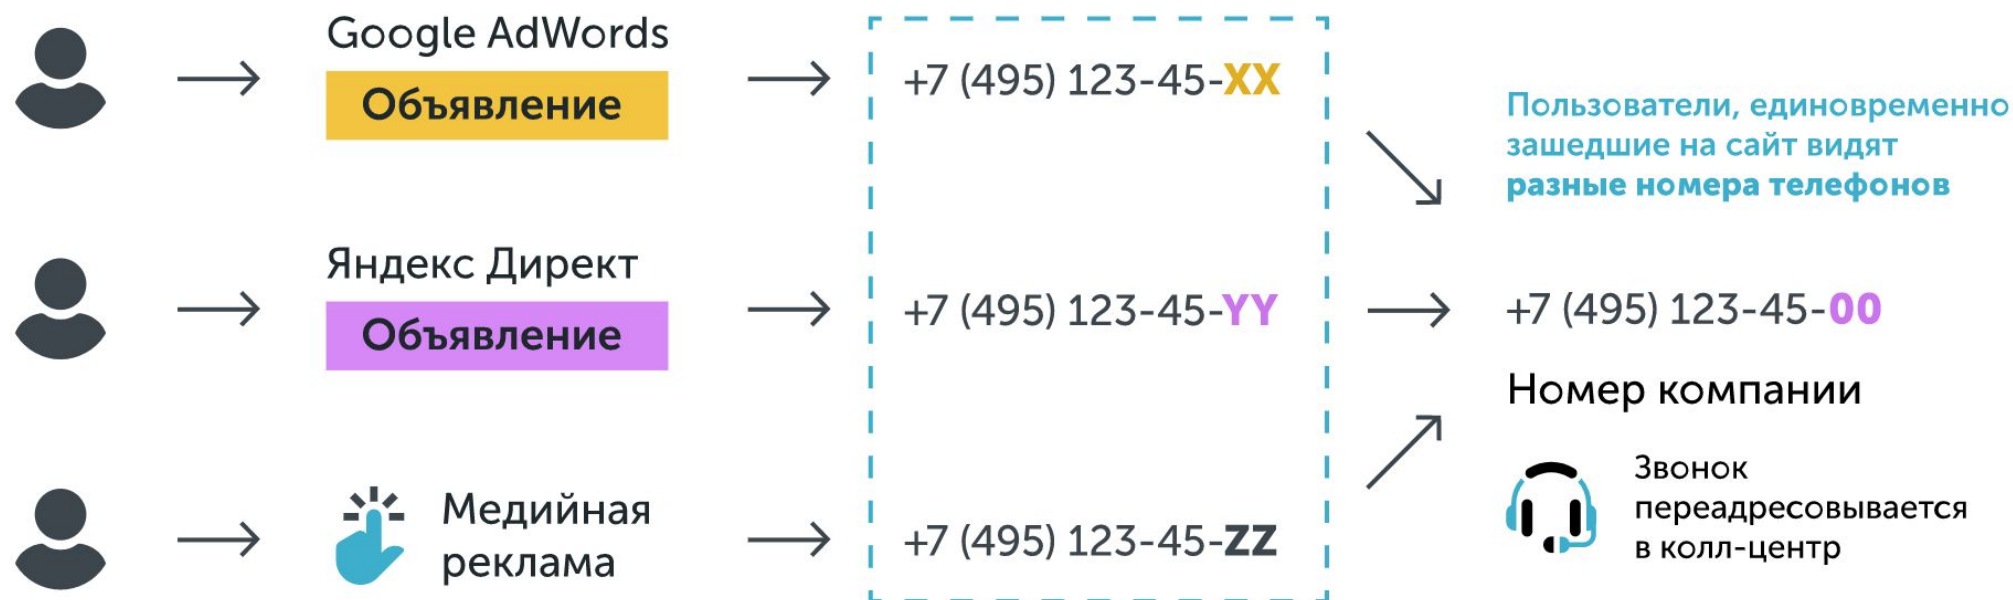 Google AdWords
Объявление
+7 (495) 123-45-XX
Пользователи, единовременно
зашедшие на сайт видят
разные номера телефонов
Яндекс Директ
Объявление
+7 (495) 123-45-YY
+7 (495) 123-45-00
Номер компании
Медийная
реклама
+7 (495) 123-45-ZZ
Звонок
переадресовывается
в колл-центр